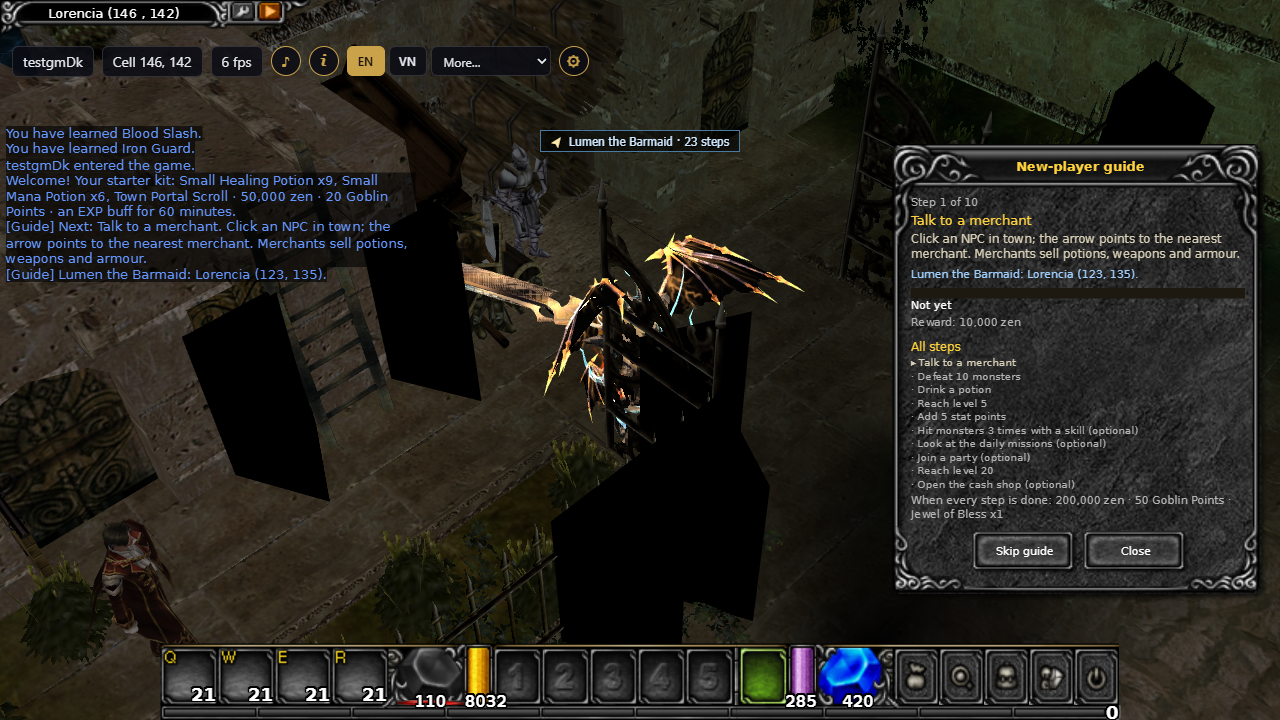 Lorencia (146 , 142)
testgmDk
Cell 146, 142
6 fps
i
EN
VN
More...
Lumen the Barmaid · 23 steps
You have learned Blood Slash.
You have learned Iron Guard.
testgmDk entered the game.
Welcome! Your starter kit: Small Healing Potion x9, Small
Mana Potion x6, Town Portal Scroll · 50,000 zen · 20 Goblin
Points · an EXP buff for 60 minutes.
[Guide] Next: Talk to a merchant. Click an NPC in town; the
arrow points to the nearest merchant. Merchants sell potions,
weapons and armour.
[Guide] Lumen the Barmaid: Lorencia (123, 135).
New-player guide
Step 1 of 10
Talk to a merchant
Click an NPC in town; the arrow points to the nearest
merchant. Merchants sell potions, weapons and armour.
Lumen the Barmaid: Lorencia (123, 135).
Not yet
Reward: 10,000 zen
All steps
▸ Talk to a merchant
· Defeat 10 monsters
· Drink a potion
· Reach level 5
· Add 5 stat points
· Hit monsters 3 times with a skill (optional)
· Look at the daily missions (optional)
· Join a party (optional)
· Reach level 20
· Open the cash shop (optional)
When every step is done: 200,000 zen · 50 Goblin Points ·
Jewel of Bless x1
Skip guide
Close
Q
W
E
R
1
2
3
4
5
21
21
21
21
110
8032
285
420
0